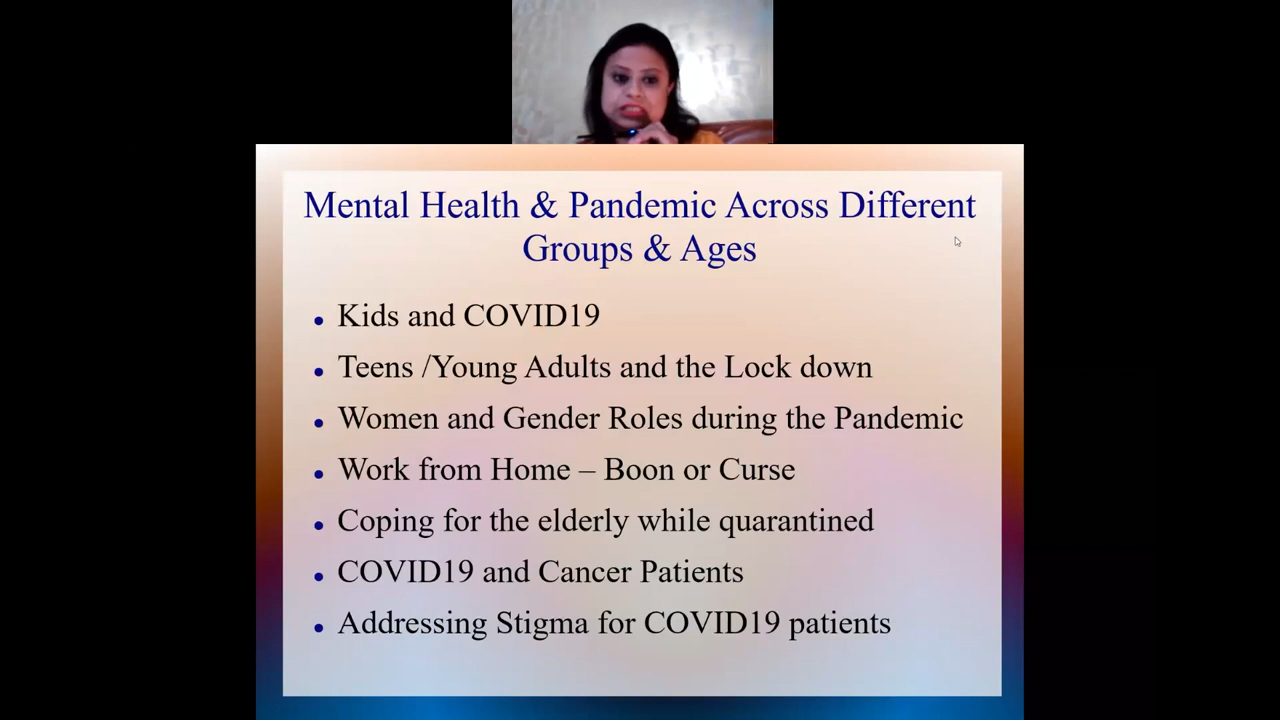 Mental Health & Pandemic Across Different
Groups & Ages
Kids and COVID19
Teens /Young Adults and the Lock down
Women and Gender Roles during the Pandemic
Work from Home – Boon or Curse
Coping for the elderly while quarantined
COVID19 and Cancer Patients
Addressing Stigma for COVID19 patients